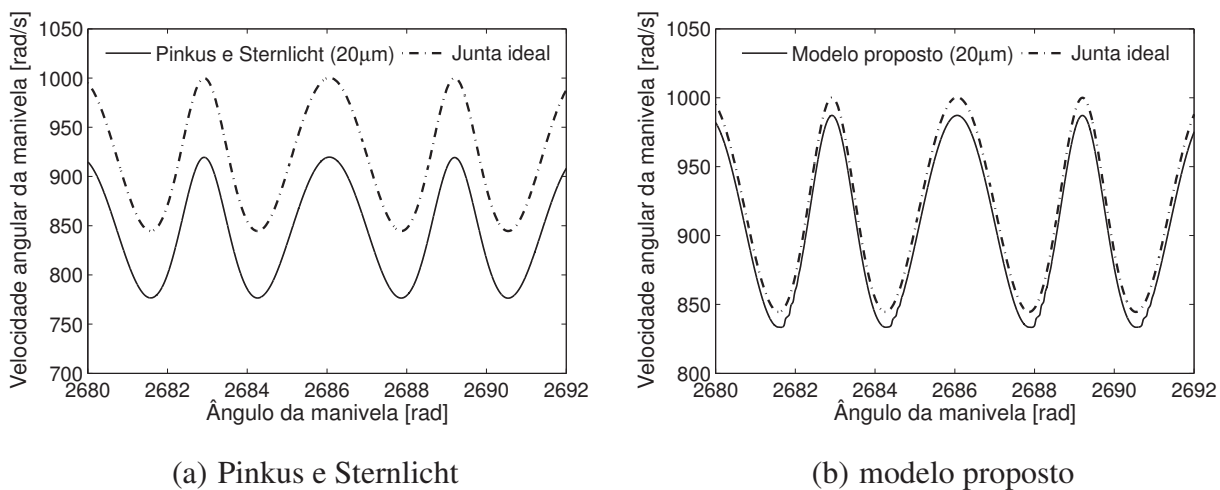 Velocidade angular da manivela [rad/s]
1050
1000
950
900
850
800
750
700
Pinkus e Sternlicht (20μm) Junta ideal
2680 2682 2684 2686 2688 2690 2692
Ângulo da manivela [rad]
(a) Pinkus e Sternlicht
Velocidade angular da manivela [rad/s]
1050
1000
950
900
850
800
Modelo proposto (20μm) Junta ideal
2680 2682 2684 2686 2688 2690 2692
Ângulo da manivela [rad]
(b) modelo proposto